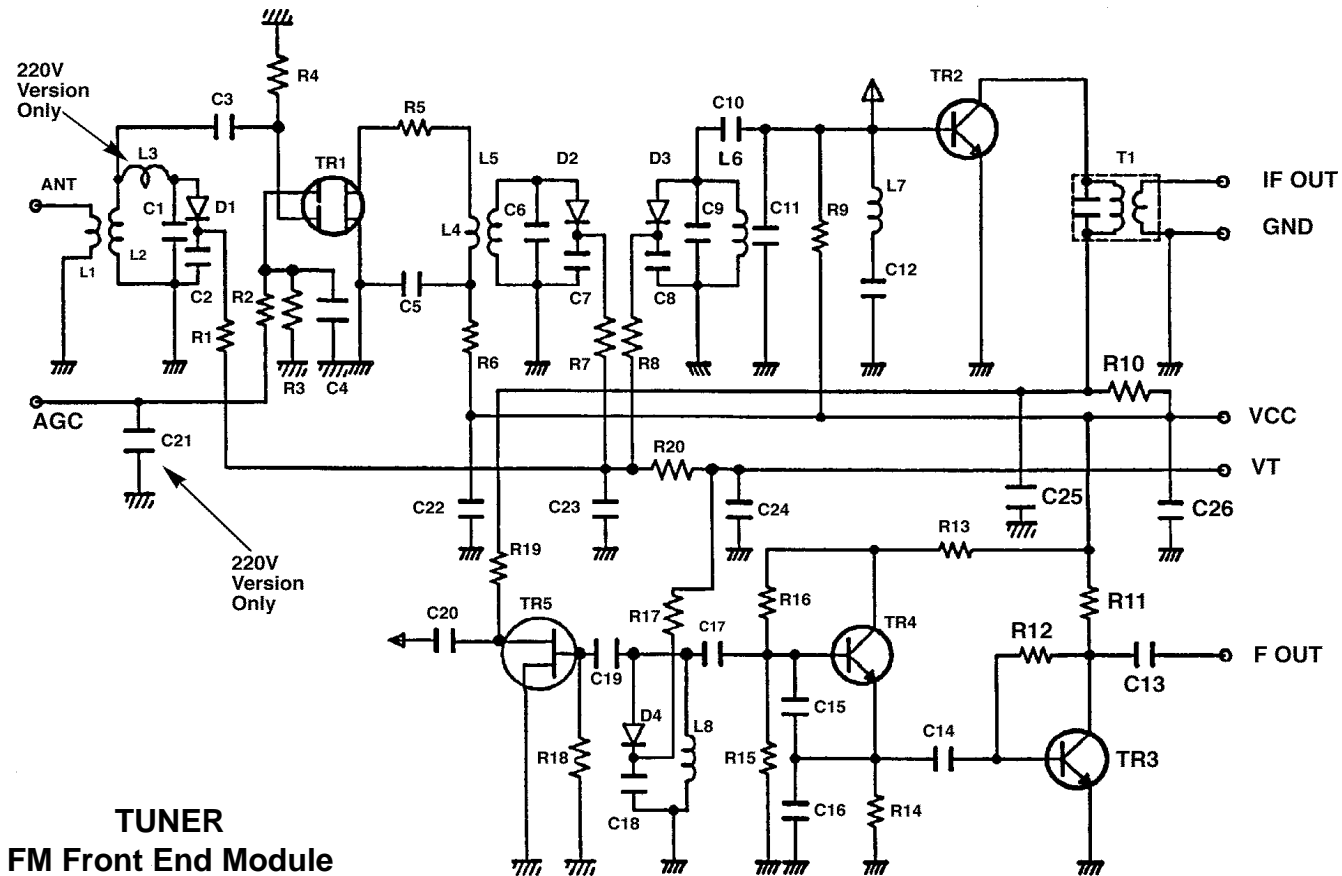 R4
220V
Version
Only
C3
R5
TR2
C10
L3
TR1
L5
D2
D3
L6
T1
IF OUT
ANT
C1
D1
L7
C6
C9
C11
R9
L4
GND
L1
L2
C2
R2
C5
C7
C8
C12
R1
R3
C4
R6
R7
R8
R10
AGC
VCC
C21
R20
VT
C22
C23
C24
C25
C26
R13
220V
Version
Only
R19
R16
R11
C20
TR5
R17
C17
TR4
R12
F OUT
C19
C13
D4
L8
C15
C14
R18
R15
TR3
C18
C16
R14
TUNER
FM Front End Module